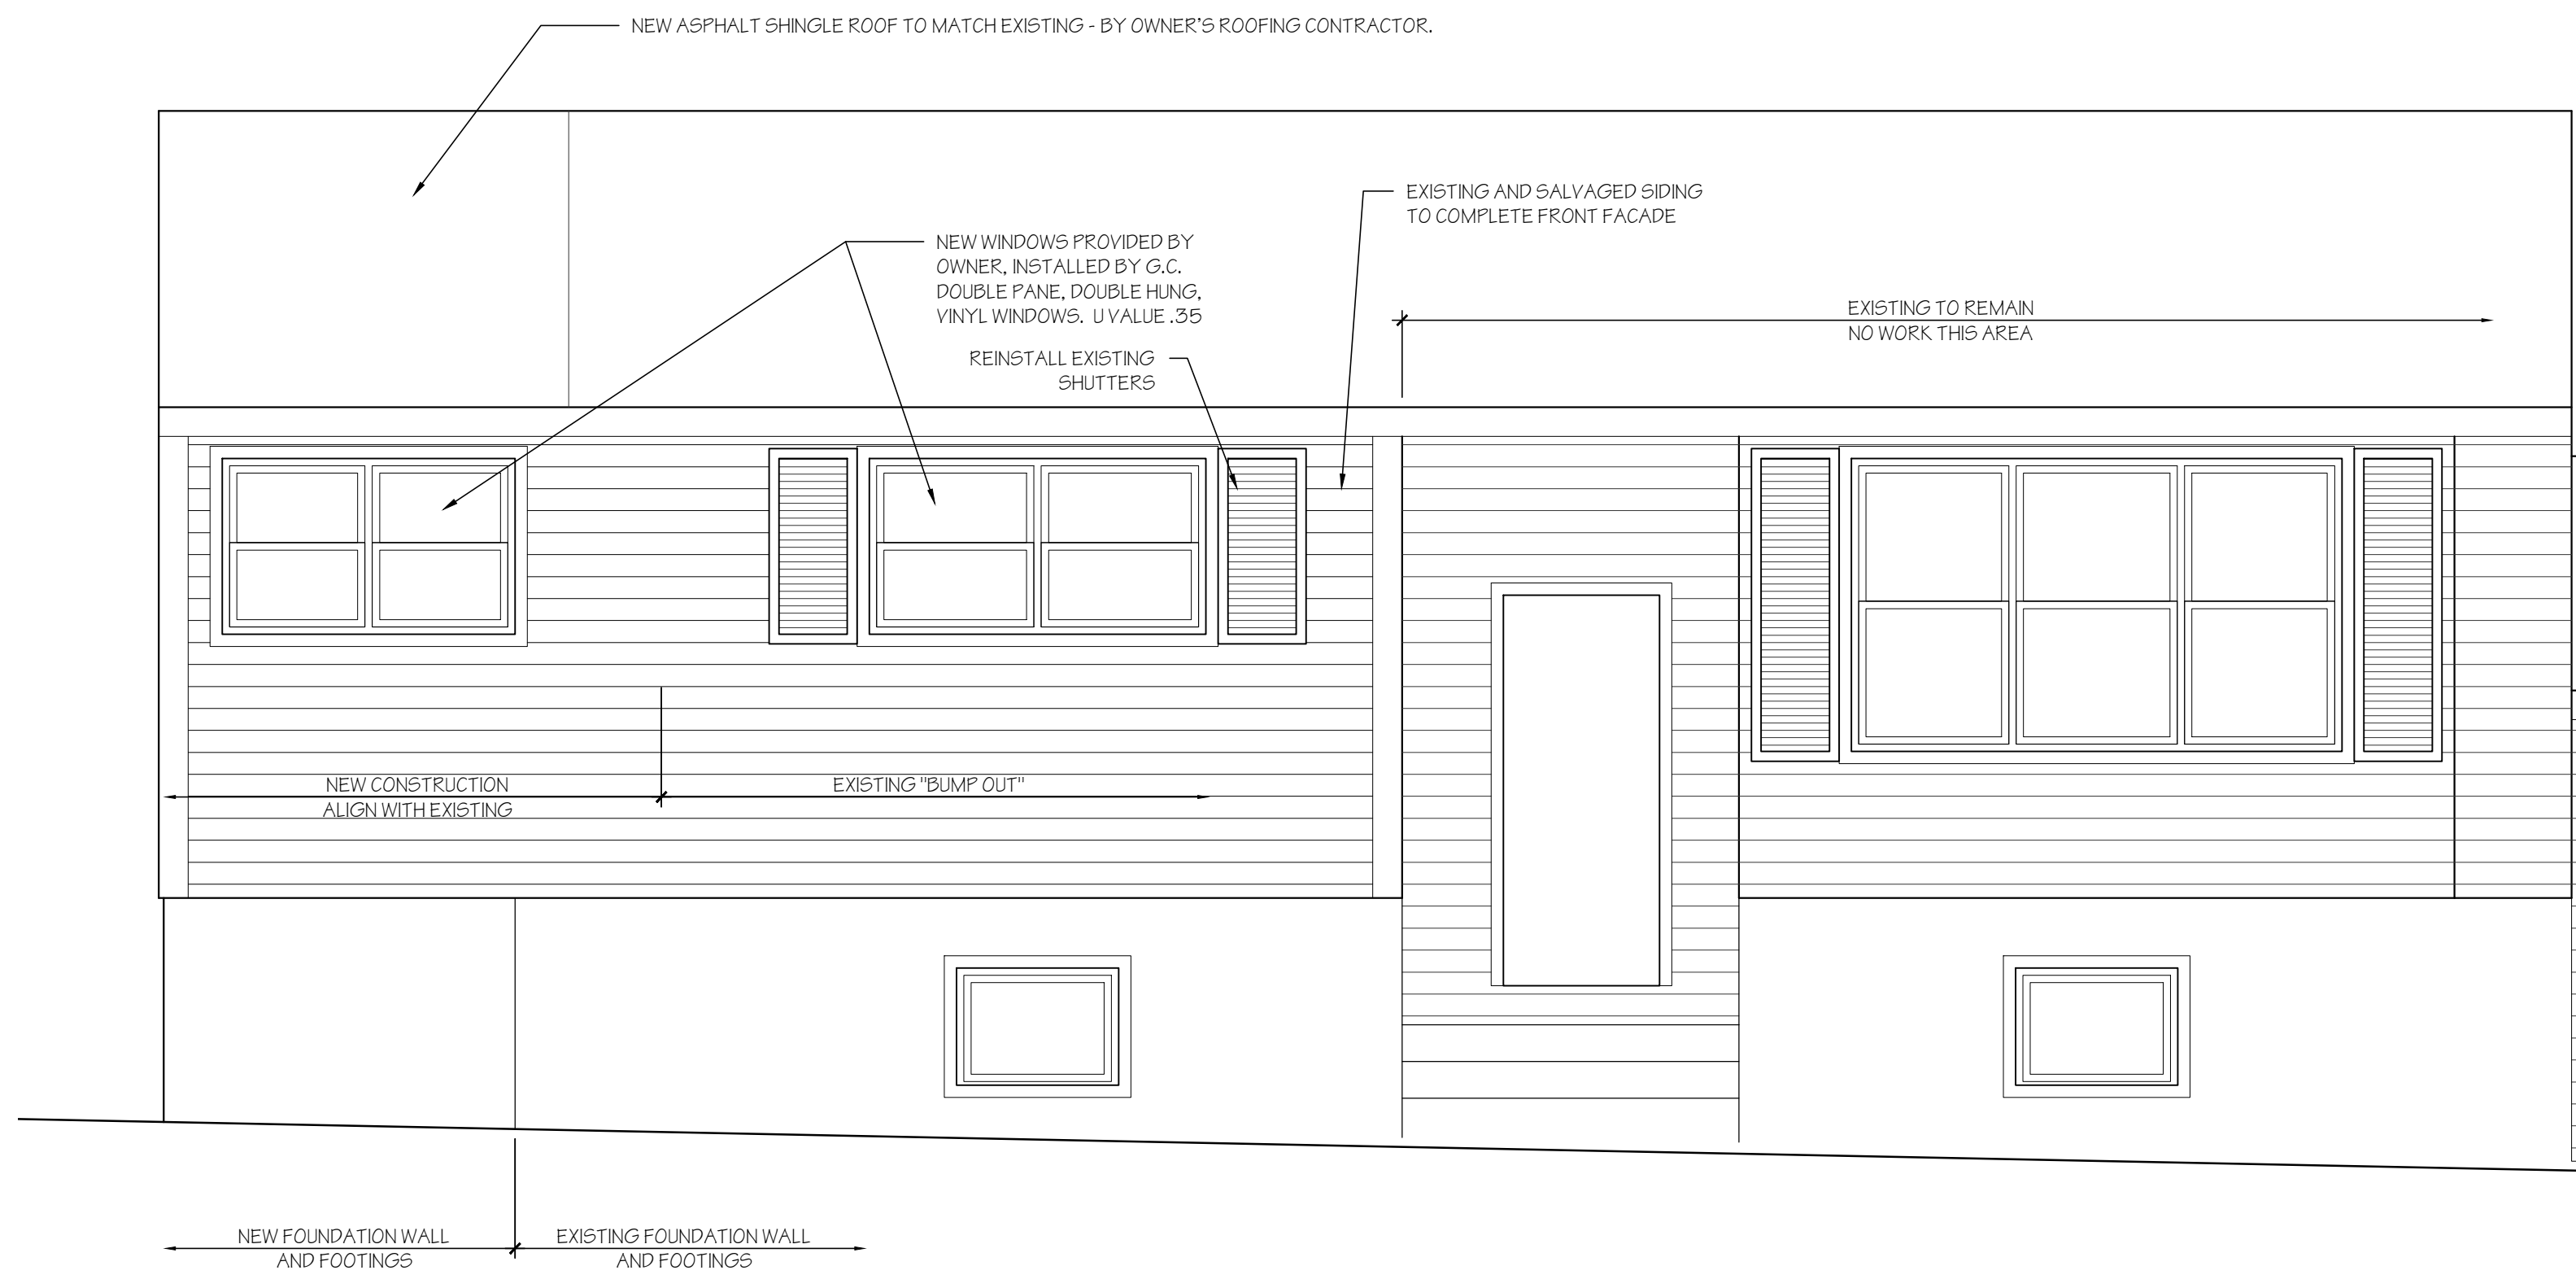 NEW ASPHALT SHINGLE ROOF TO MATCH EXISTING - BY OWNER'S ROOFING CONTRACTOR.
EXISTING AND SALVAGED SIDING
TO COMPLETE FRONT FACADE
NEW WINDOWS PROVIDED BY
OWNER, INSTALLED BY G.C.
DOUBLE PANE, DOUBLE HUNG,
VINYL WINDOWS. U VALUE .35
EXISTING TO REMAIN
NO WORK THIS AREA
REINSTALL EXISTING
SHUTTERS
NEW CONSTRUCTION
ALIGN WITH EXISTING
EXISTING "BUMP OUT"
NEW FOUNDATION WALL
AND FOOTINGS
EXISTING FOUNDATION WALL
AND FOOTINGS